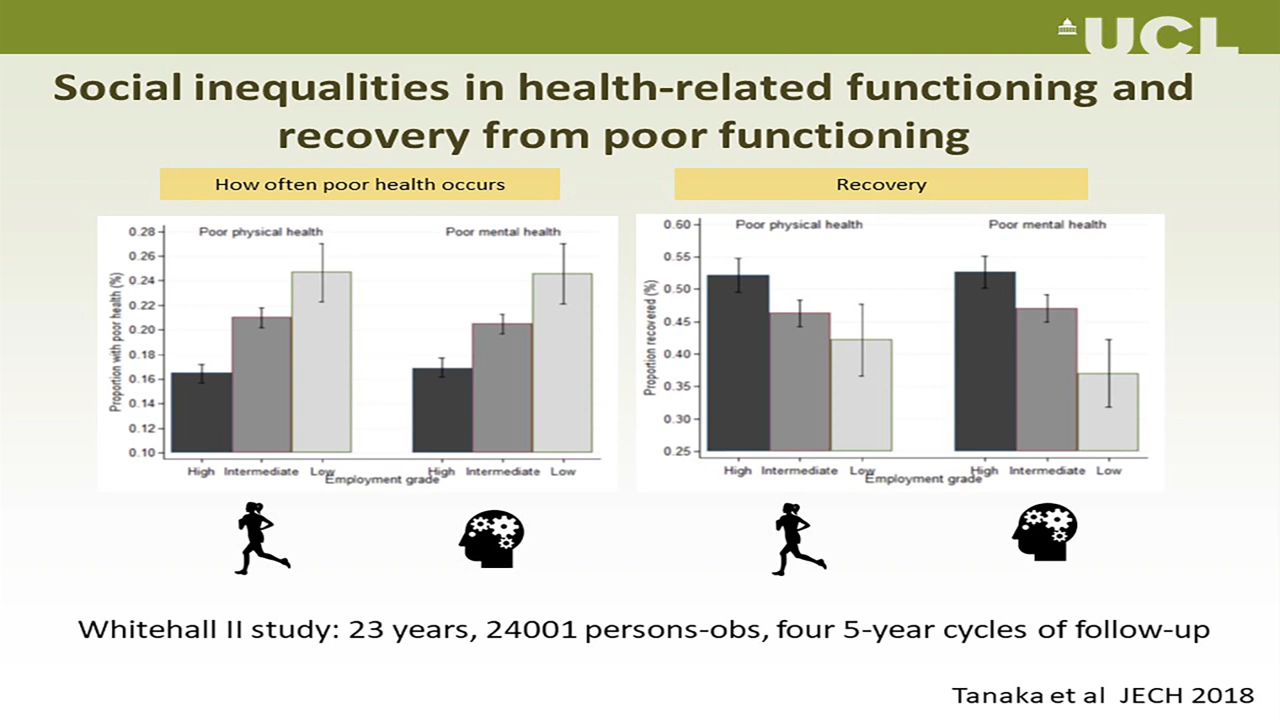 UCL
Social inequalities in health-related functioning and
recovery from poor functioning
How often poor health occurs
Recovery
Poor physical health
Poor mental health
Proportion with poor health (%)
0.28
0.26
0.24
0.22
0.20
0.18
0.16
0.14
0.12
0.10
High Intermediate Low High Intermediate Low
Employment grade
Poor physical health
Poor mental health
Proportion recovered (%)
0.60
0.55
0.50
0.45
0.40
0.35
0.30
0.25
High Intermediate Low High Intermediate Low
Employment grade
Whitehall II study: 23 years, 24001 persons-obs, four 5-year cycles of follow-up
Tanaka et al JECH 2018